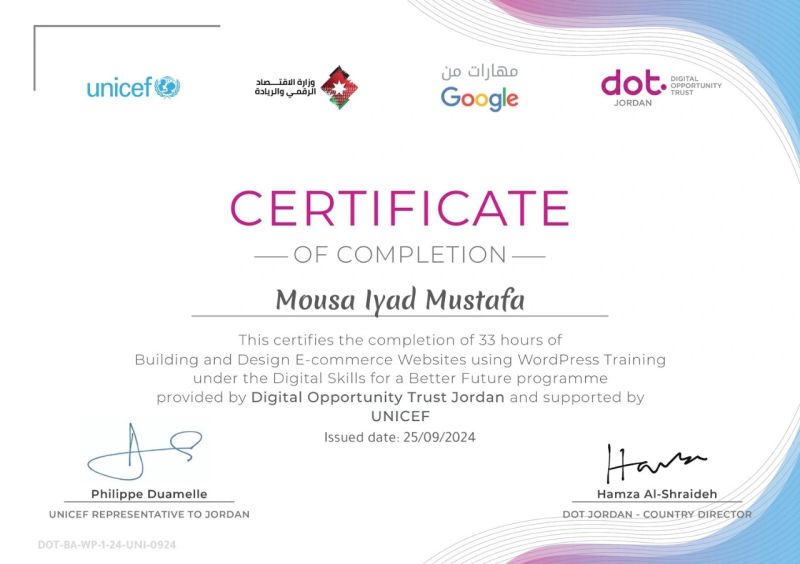 unicef
وزارة الاقتـــصاد
الرقمـي والريادة
مهارات من
Google
dot.
DIGITAL
OPPORTUNITY
TRUST
JORDAN
CERTIFICATE
OF COMPLETION
Mousa Iyad Mustafa
This certifies the completion of 33 hours of
Building and Design E-commerce Websites using WordPress Training
under the Digital Skills for a Better Future programme
provided by Digital Opportunity Trust Jordan and supported by
UNICEF
Issued date: 25/09/2024
Hamza
Philippe Duamelle
Hamza Al-Shraideh
UNICEF REPRESENTATIVE TO JORDAN
DOT JORDAN - COUNTRY DIRECTOR
DOT-BA-WP-1-24-UNI-0924